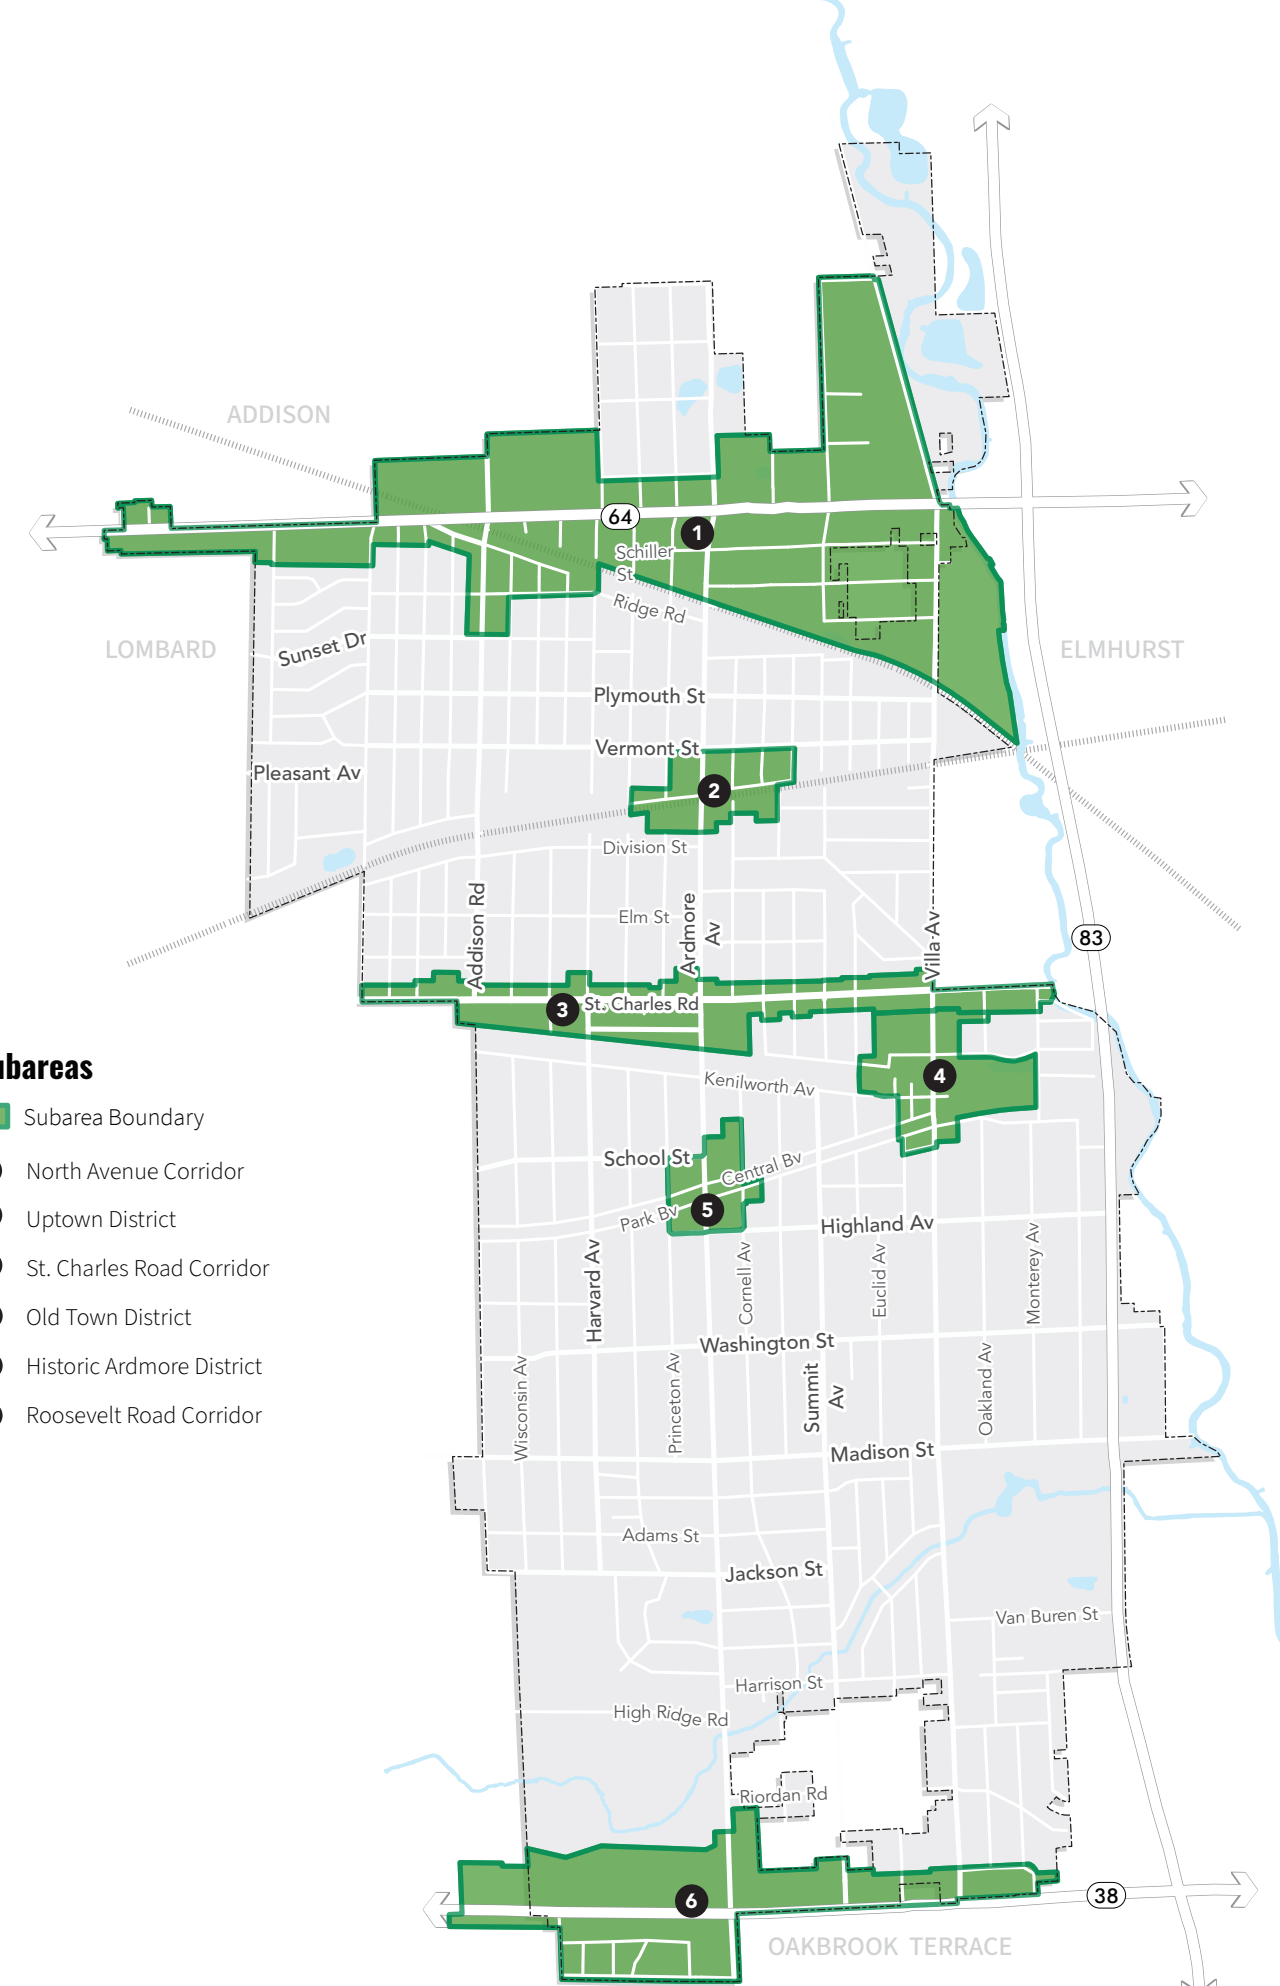 ADDISON
64
1
Schiller
St
Ridge Rd
LOMBARD
Sunset Dr
ELMHURST
Plymouth St
Vermont St
Pleasant Av
2
Division St
Addison Rd
Ardmore
Av
Elm St
Villa Av
83
3
St. Charles Rd
4
Kenilworth Av
ubareas
Subarea Boundary
North Avenue Corridor
Uptown District
St. Charles Road Corridor
Old Town District
Historic Ardmore District
Roosevelt Road Corridor
School St
Central Bv
Park Bv
5
Highland Av
Harvard Av
Cornell Av
Euclid Av
Monterey Av
Washington St
Wisconsin Av
Princeton Av
Summit
Av
Oakland Av
Madison St
Adams St
Jackson St
Van Buren St
Harrison St
High Ridge Rd
Riordan Rd
6
38
OAKBROOK TERRACE